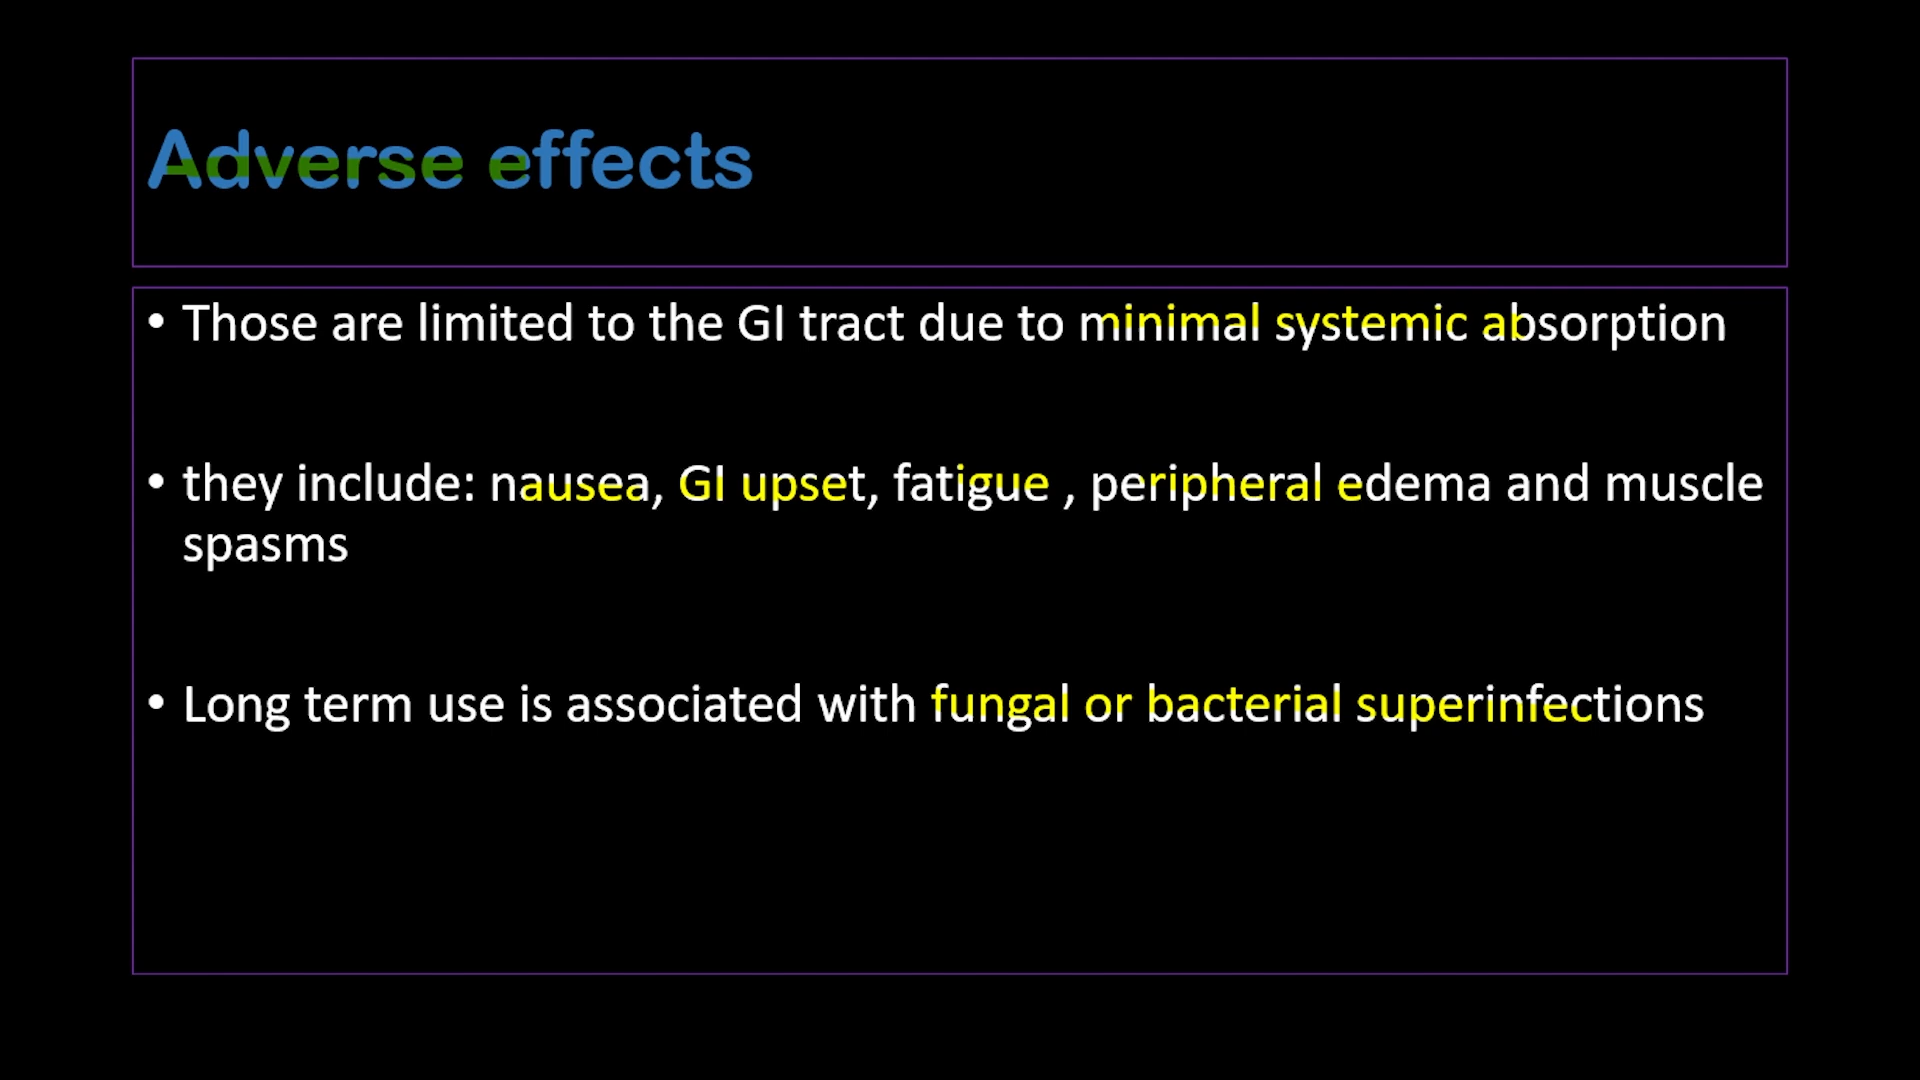 Adverse effects
• Those are limited to the GI tract due to minimal systemic absorption
• they include: nausea, GI upset, fatigue , peripheral edema and muscle
spasms
• Long term use is associated with fungal or bacterial superinfections